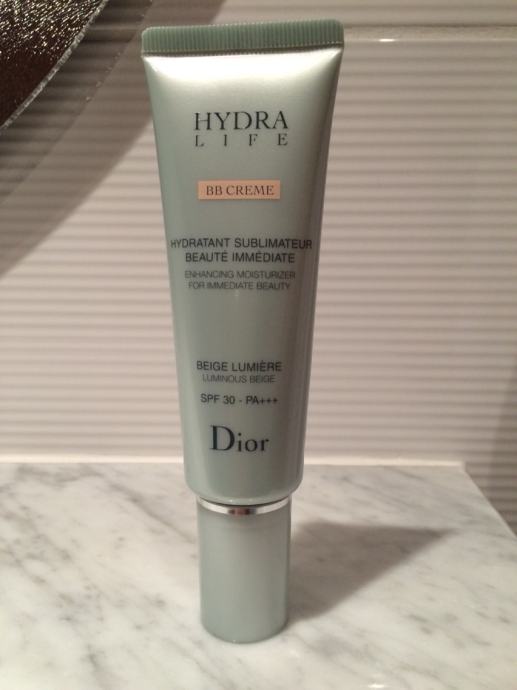 HYDRA
LIFE
BB CREME
HYDRATANT SUBLIMATEUR
BEAUTÉ IMMÉDIATE
ENHANCING MOISTURIZER
FOR IMMEDIATE BEAUTY
BEIGE LUMIÈRE
LUMINOUS BEIGE
SPF 30 - PA+++
Dior